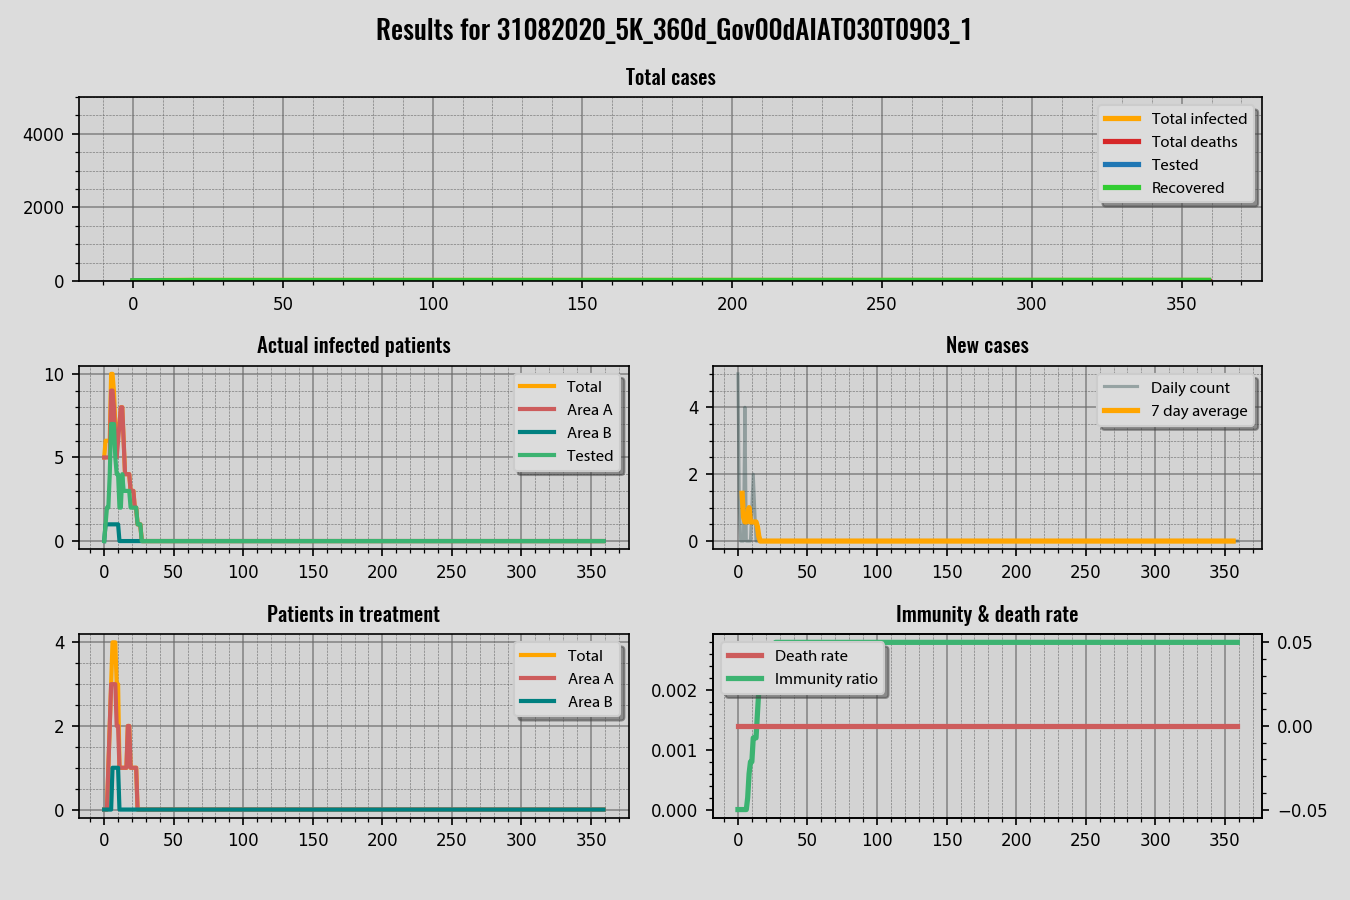 Results for 31082020_5K_360d_Gov00dAIAT030T0903_1
Total cases
4000
2000
0
Total infected
Total deaths
Tested
Recovered
0 50 100 150 200 250 300 350
Actual infected patients
10
5
0
Total
Area A
Area B
Tested
0 50 100 150 200 250 300 350
New cases
4
2
0
Daily count
7 day average
0 50 100 150 200 250 300 350
Patients in treatment
4
2
0
Total
Area A
Area B
0 50 100 150 200 250 300 350
Immunity & death rate
0.002
0.001
0.000
Death rate
Immunity ratio
0.05
0.00
−0.05
0 50 100 150 200 250 300 350